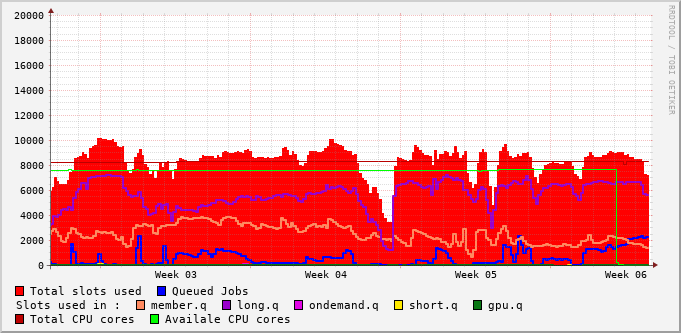 20000
18000
16000
14000
12000
10000
8000
6000
4000
2000
0
Week 03 Week 04 Week 05 Week 06
RRDTOOL / TOBI OETIKER
Total slots used Queued Jobs
Slots used in : member.q long.q ondemand.q short.q gpu.q
Total CPU cores Availale CPU cores